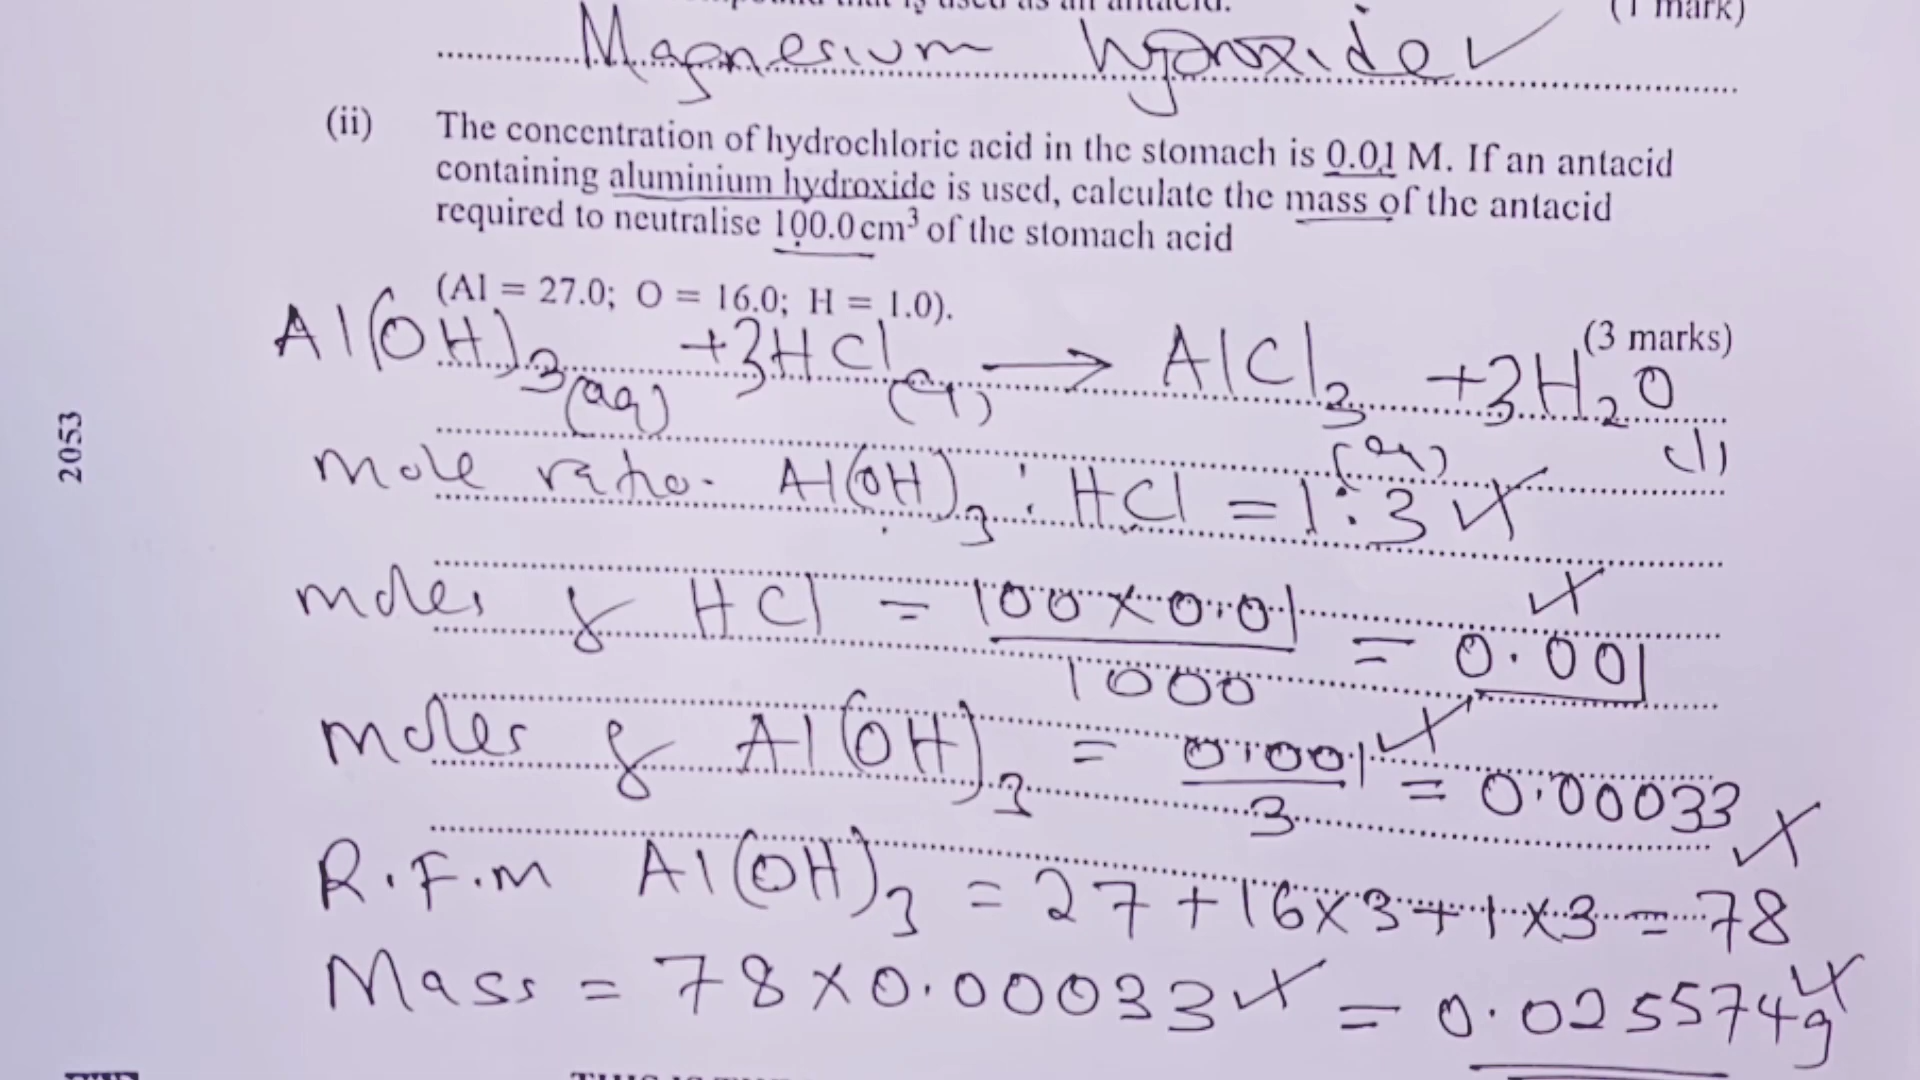 (1 mark)
Magnesium hydroxide ✓
(ii) The concentration of hydrochloric acid in the stomach is 0.01 M. If an antacid
containing aluminium hydroxide is used, calculate the mass of the antacid
required to neutralise 100.0 cm³ of the stomach acid
(Al = 27.0; O = 16.0; H = 1.0).
(3 marks)
Al(OH)₃(aq) + 3HCl(aq) → AlCl₃(aq) + 3H₂O(l)
mole ratio. Al(OH)₃ : HCl = 1:3
moles of HCl = 100 x 0.01 / 1000 = 0.001
moles of Al(OH)₃ = 0.001 / 3 = 0.00033
R.F.m Al(OH)₃ = 27 + 16x3 + 1x3 = 78
Mass = 78 x 0.00033 = 0.025574g
2053